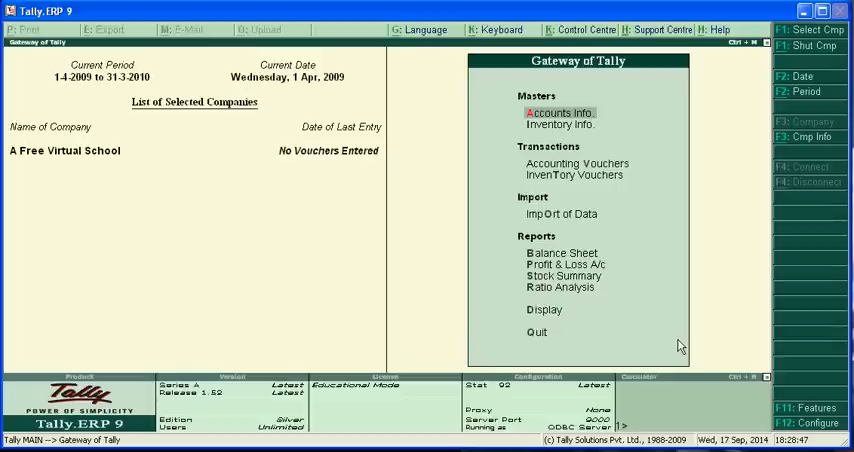 Tally.ERP 9
P: Print
E: Export
M: E-Mail
O: Upload
G: Language
K: Keyboard
K: Control Centre
H: Support Centre
H: Help
F1: Select Cmp
Gateway of Tally
Ctrl + M
F1: Shut Cmp
Current Period
Current Date
1-4-2009 to 31-3-2010
Wednesday, 1 Apr, 2009
List of Selected Companies
Name of Company
Date of Last Entry
A Free Virtual School
No Vouchers Entered
Gateway of Tally
Masters
Accounts Info.
Inventory Info.
Transactions
Accounting Vouchers
InvenTory Vouchers
Import
ImpOrt of Data
Reports
Balance Sheet
Profit & Loss A/c
Stock Summary
Ratio Analysis
Display
Quit
F2: Date
F2: Period
F3: Company
F3: Cmp Info
F4: Connect
F4: Disconnect
F11: Features
F12: Configure
Product
Version
License
Configuration
Calculator
Ctrl + N
Tally
POWER OF SIMPLICITY
Tally.ERP 9
Series A Latest
Release 1.52 Latest
Edition Silver
Users Unlimited
Educational Mode
Stat 92 Latest
Proxy None
Server Port 9000
Running as ODBC Server
1>
Tally MAIN --> Gateway of Tally
(c) Tally Solutions Pvt. Ltd., 1988-2009
Wed, 17 Sep, 2014
18:28:47